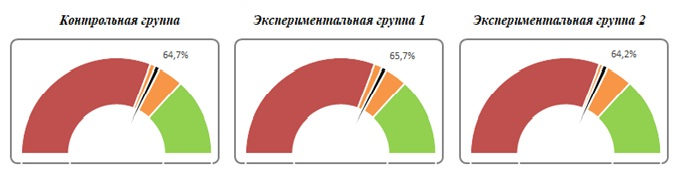 Контрольная группа
Экспериментальная группа 1
Экспериментальная группа 2
64,7%
65,7%
64,2%